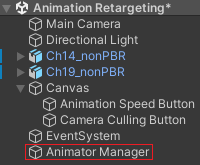 Animation Retargeting*
Main Camera
Directional Light
Ch14_nonPBR
Ch19_nonPBR
Canvas
Animation Speed Button
Camera Culling Button
EventSystem
Animator Manager